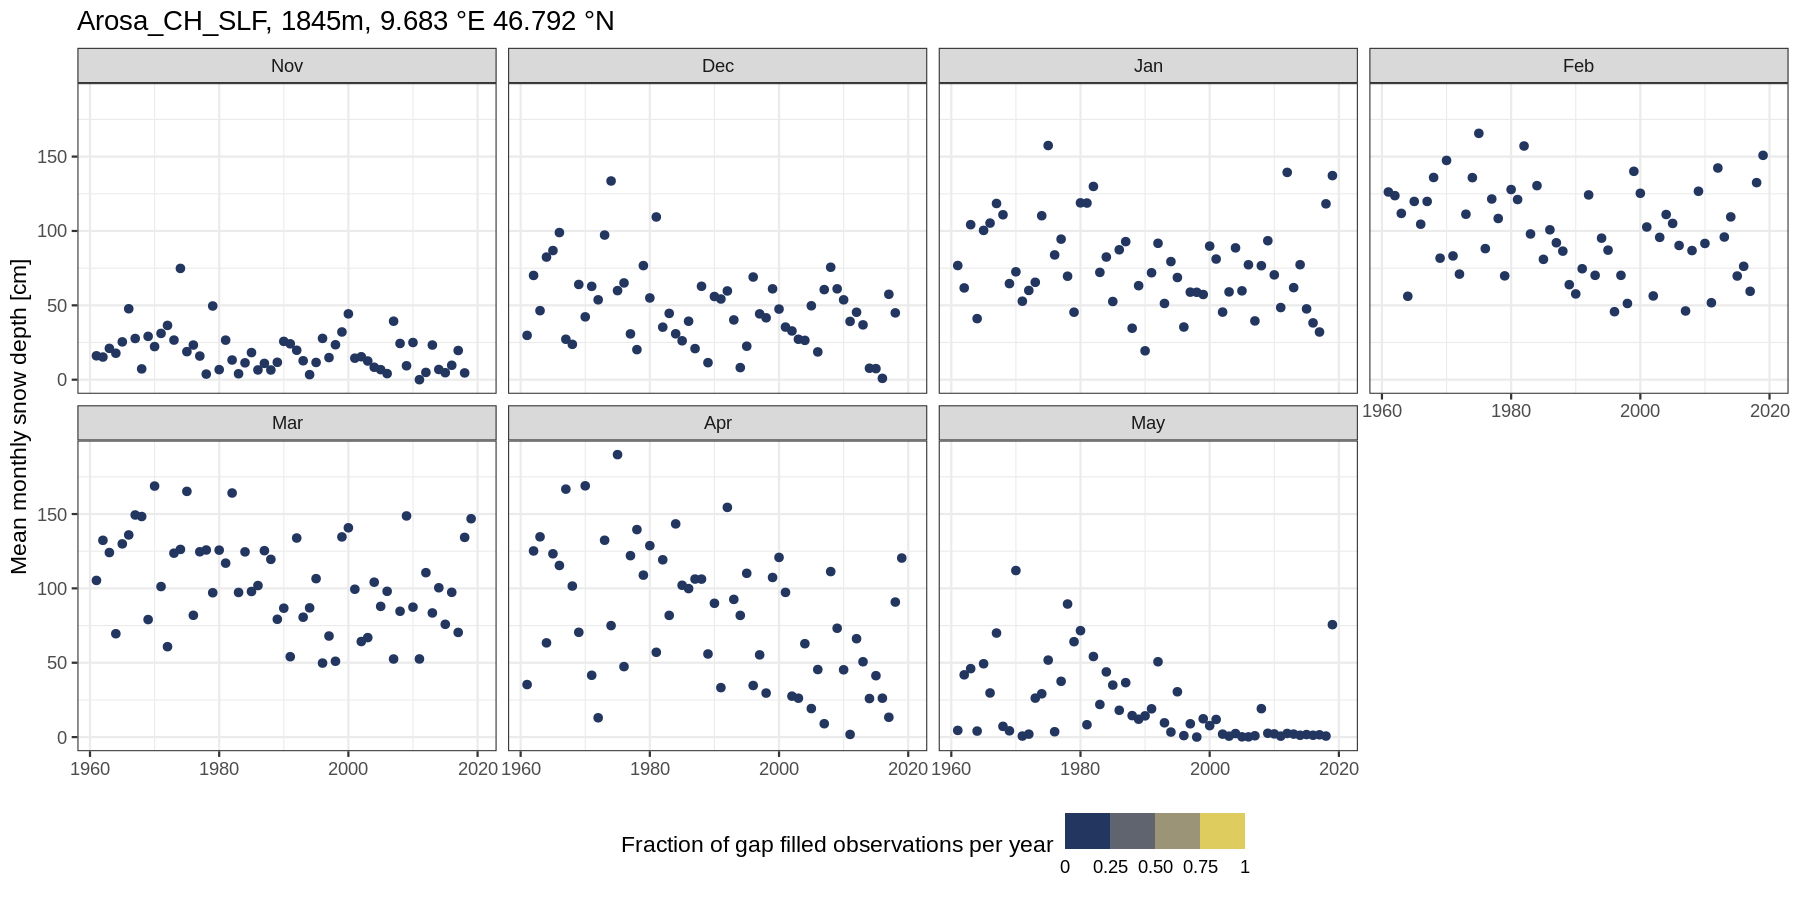 Arosa_CH_SLF, 1845m, 9.683 °E 46.792 °N
Nov
Dec
Jan
Feb
150
100
50
0
1960
1980
2000
2020
Mar
Apr
May
150
100
50
0
1960
1980
2000
2020
1960
1980
2000
2020
1960
1980
2000
2020
Mean monthly snow depth [cm]
Fraction of gap filled observations per year
0
0.25
0.50
0.75
1